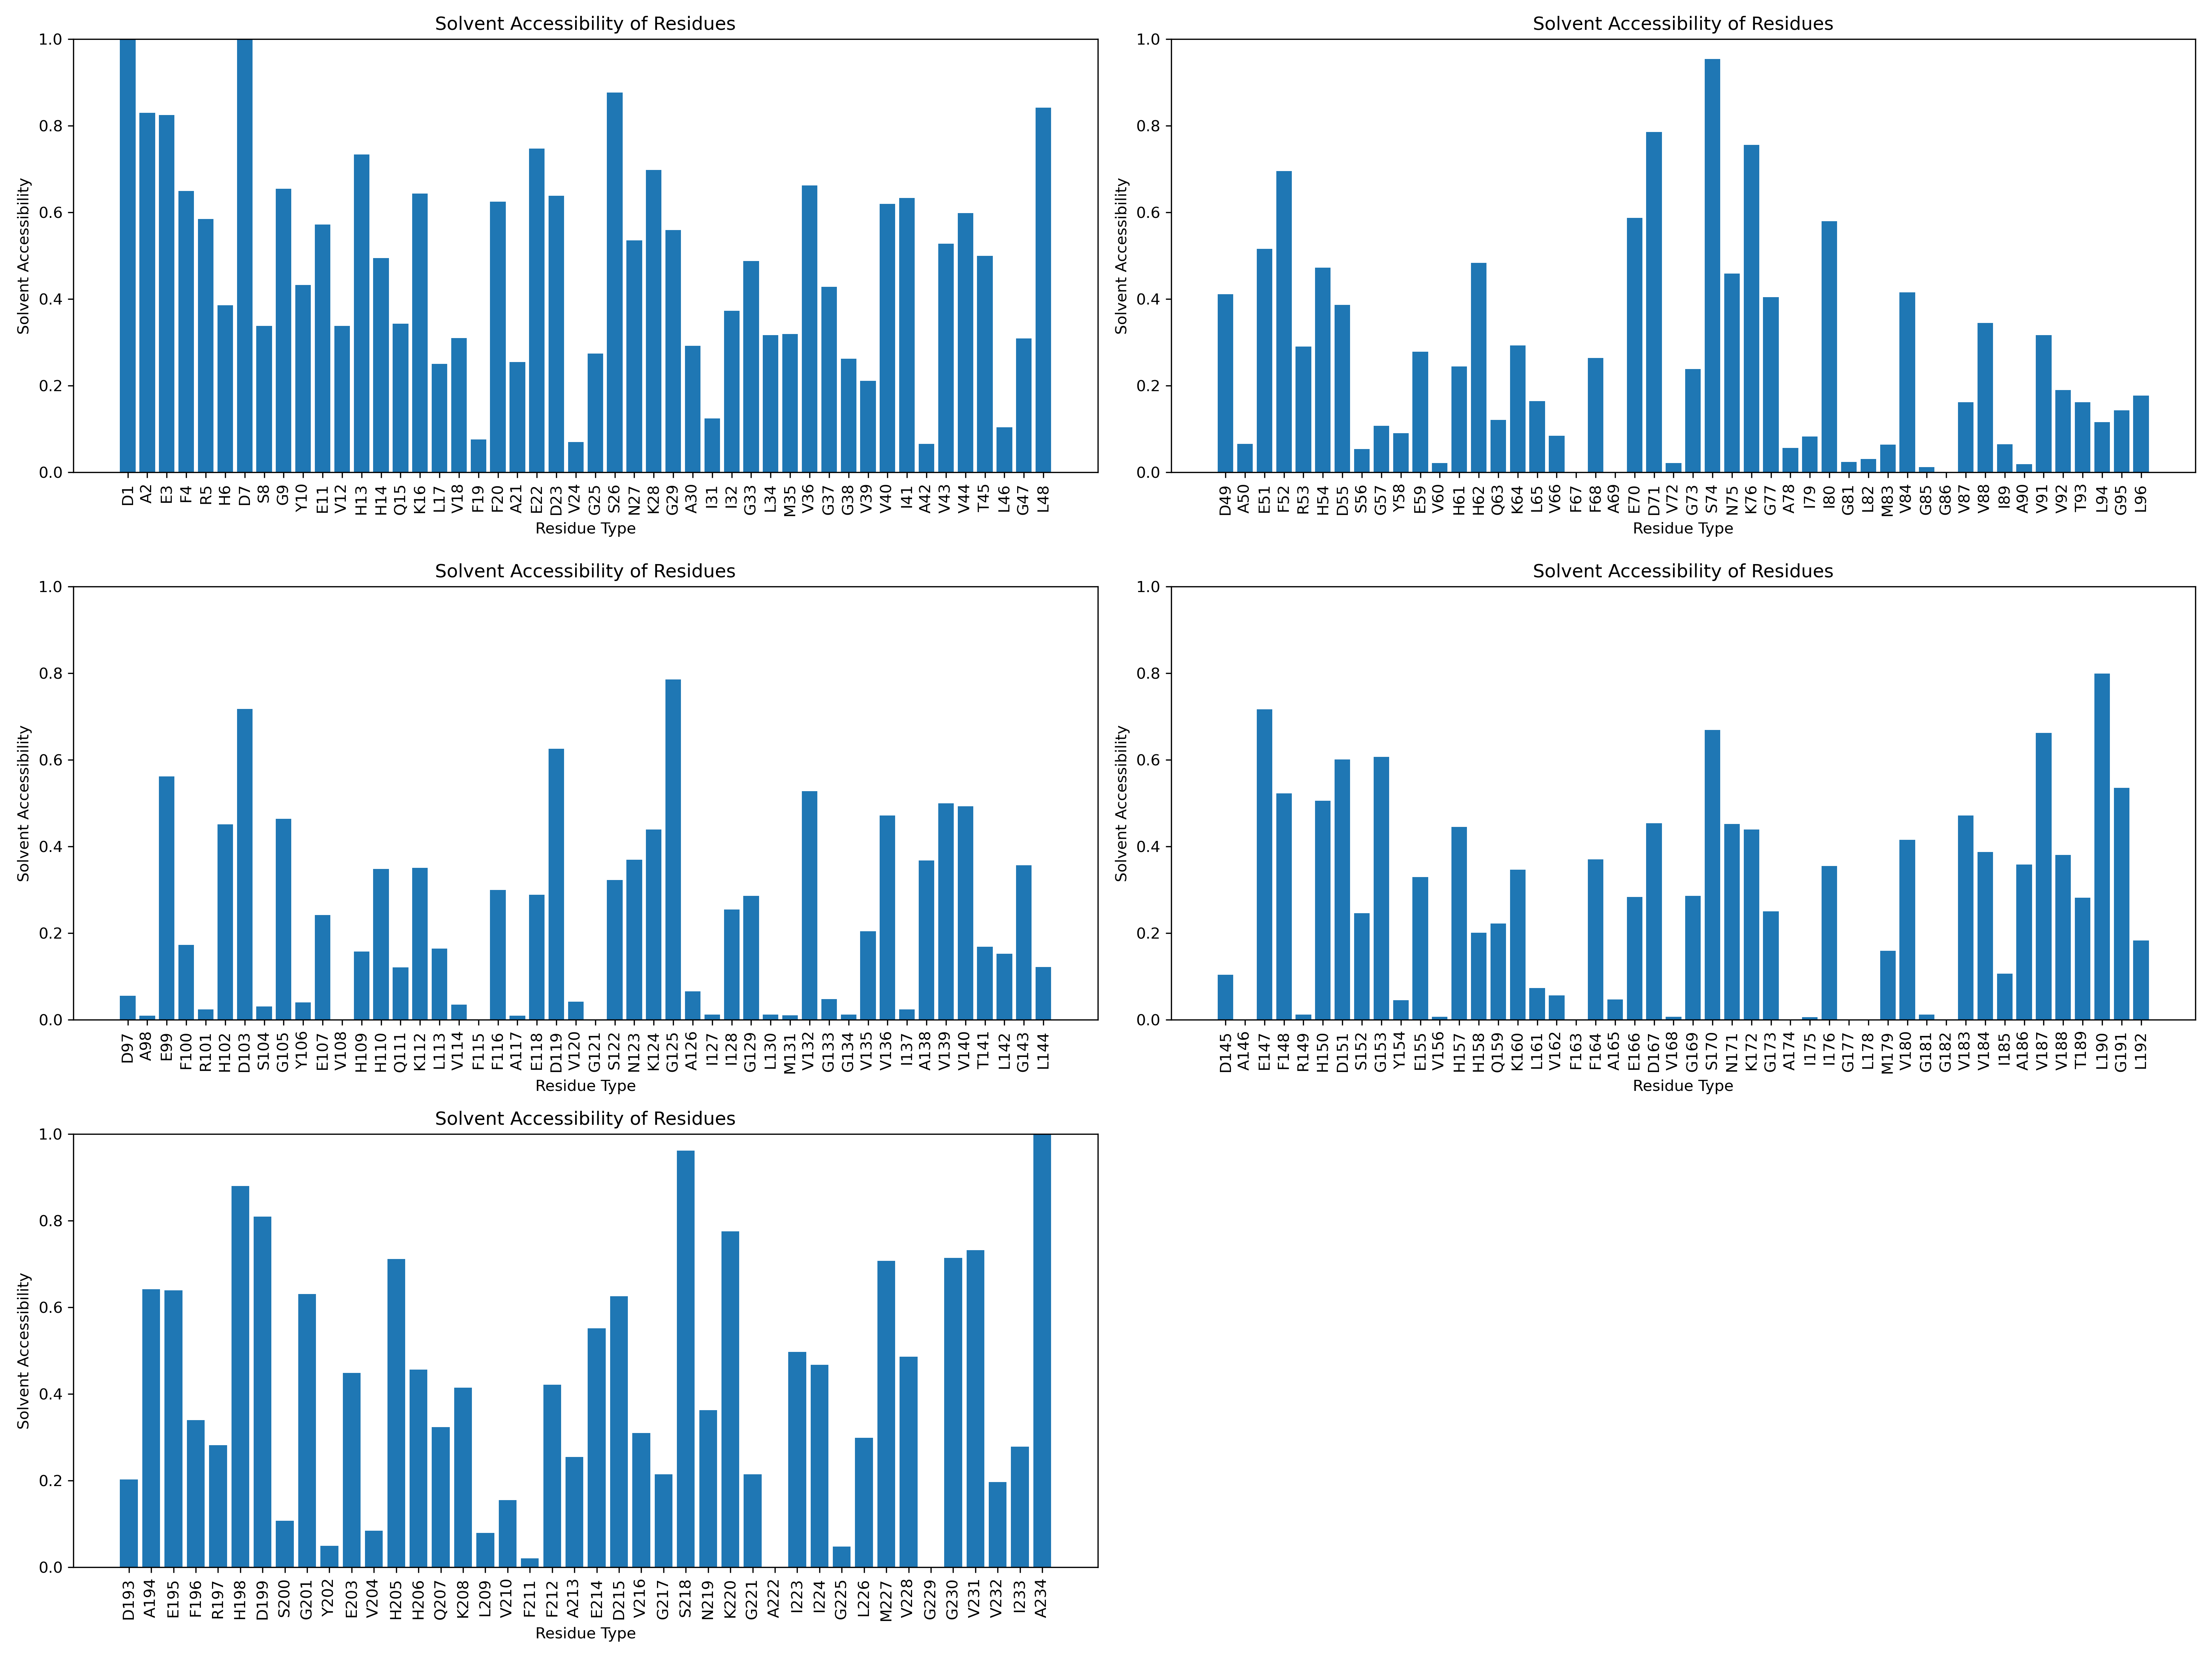 Solvent Accessibility of Residues
1.0
0.8
0.6
0.4
0.2
0.0
Solvent Accessibility
D1 A2 E3 F4 R5 H6 D7 S8 G9 Y10 E11 V12 H13 H14 Q15 K16 L17 V18 F19 F20 A21 E22 D23 V24 G25 S26 N27 K28 G29 A30 I31 I32 G33 L34 M35 V36 G37 G38 V39 V40 I41 A42 V43 V44 T45 L46 G47 L48
Residue Type
Solvent Accessibility of Residues
1.0
0.8
0.6
0.4
0.2
0.0
Solvent Accessibility
D49 A50 E51 F52 R53 H54 D55 S56 G57 Y58 E59 V60 H61 H62 Q63 K64 L65 V66 F67 F68 A69 E70 D71 V72 G73 S74 N75 K76 G77 A78 I79 I80 G81 L82 M83 V84 G85 G86 V87 V88 I89 A90 V91 V92 T93 L94 G95 L96
Residue Type
Solvent Accessibility of Residues
1.0
0.8
0.6
0.4
0.2
0.0
Solvent Accessibility
D97 A98 E99 F100 R101 H102 D103 S104 G105 Y106 E107 V108 H109 H110 Q111 K112 L113 V114 F115 F116 A117 E118 D119 V120 G121 S122 N123 K124 G125 A126 I127 I128 G129 L130 M131 V132 G133 G134 V135 V136 I137 A138 V139 V140 T141 L142 G143 L144
Residue Type
Solvent Accessibility of Residues
1.0
0.8
0.6
0.4
0.2
0.0
Solvent Accessibility
D145 A146 E147 F148 R149 H150 D151 S152 G153 Y154 E155 V156 H157 H158 Q159 K160 L161 V162 F163 F164 A165 E166 D167 V168 G169 S170 N171 K172 G173 A174 I175 I176 G177 L178 M179 V180 G181 G182 V183 V184 I185 A186 V187 V188 T189 L190 G191 L192
Residue Type
Solvent Accessibility of Residues
1.0
0.8
0.6
0.4
0.2
0.0
Solvent Accessibility
D193 A194 E195 F196 R197 H198 D199 S200 G201 Y202 E203 V204 H205 H206 Q207 K208 L209 V210 F211 F212 A213 E214 D215 V216 G217 S218 N219 K220 G221 A222 I223 I224 G225 L226 M227 V228 G229 G230 V231 V232 I233 A234
Residue Type